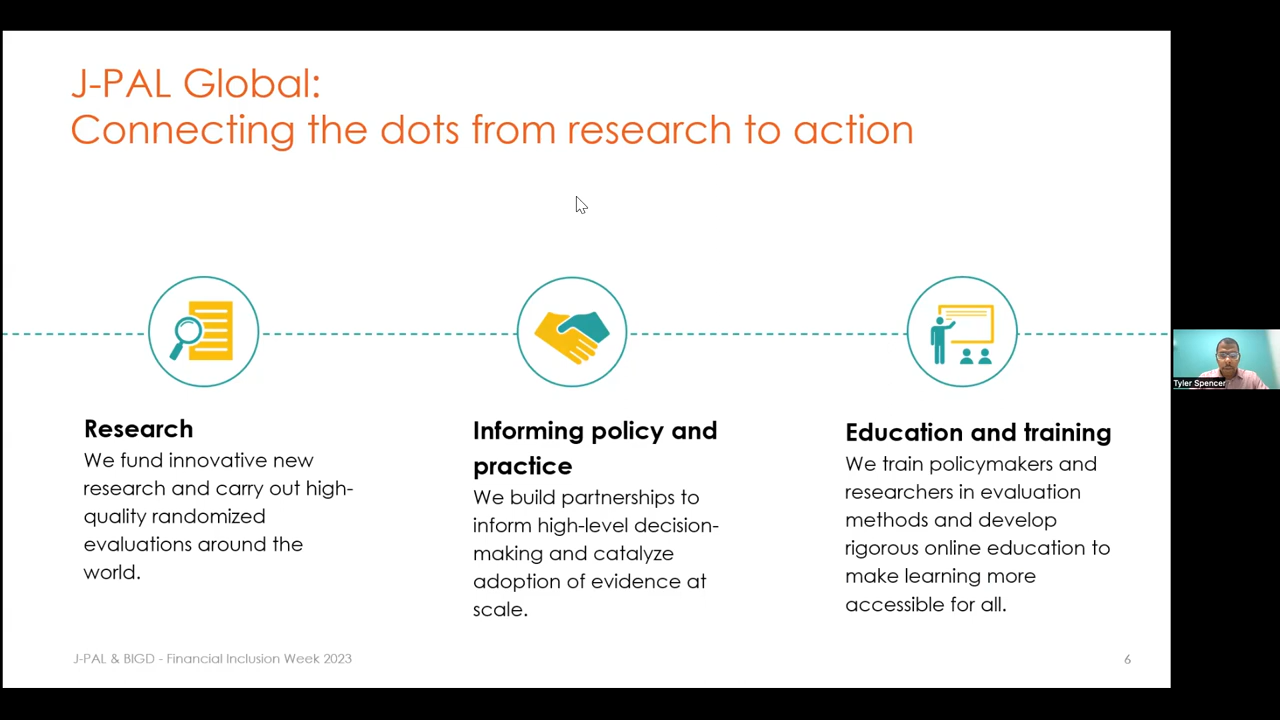 J-PAL Global:
Connecting the dots from research to action
Research
We fund innovative new
research and carry out high-
quality randomized
evaluations around the
world.
Informing policy and
practice
We build partnerships to
inform high-level decision-
making and catalyze
adoption of evidence at
scale.
Education and training
We train policymakers and
researchers in evaluation
methods and develop
rigorous online education to
make learning more
accessible for all.
Tyler Spencer
J-PAL & BIGD - Financial Inclusion Week 2023
6